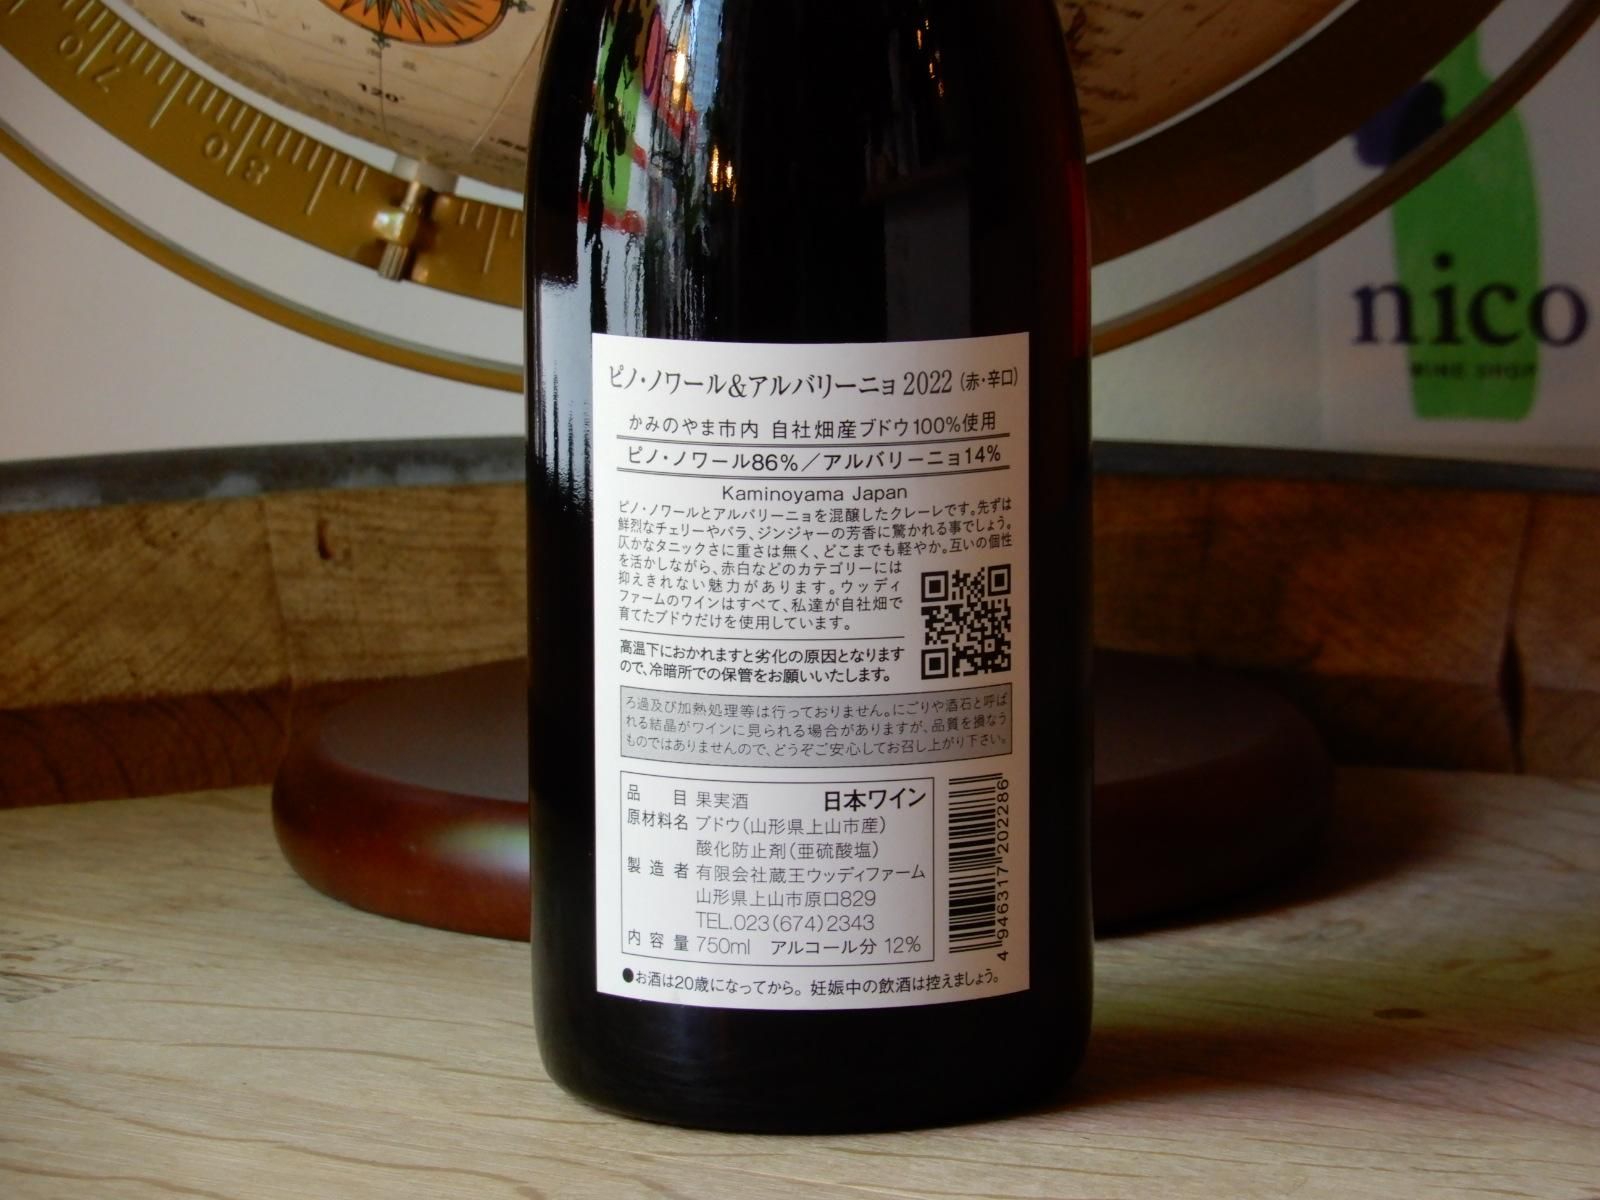 ピノ・ノワール&アルバリーニョ 2022 (赤・辛口)
かみのやま市内 自社畑産ブドウ100%使用
ピノ・ノワール86%／アルバリーニョ14%
Kaminoyama Japan
ピノ・ノワールとアルバリーニョを混醸したクレーレです。先ずは
鮮烈なチェリーやバラ、ジンジャーの芳香に驚かれる事でしょう。
仄かなタニックさに重さは無く、どこまでも軽やか。互いの個性
を活かしながら、赤白などのカテゴリーには
抑えきれない魅力があります。ウッディ
ファームのワインはすべて、私達が自社畑で
育てたブドウだけを使用しています。
高温下におかれますと劣化の原因となります
ので、冷暗所での保管をお願いいたします。
ろ過及び加熱処理等は行っておりません。にごりや酒石と呼ば
れる結晶がワインに見られる場合がありますが、品質を損なう
ものではありませんので、どうぞご安心してお召し上がり下さい。
品目 果実酒 日本ワイン
原材料名 ブドウ(山形県上山市産)
酸化防止剤(亜硫酸塩)
製造者 有限会社蔵王ウッディファーム
山形県上山市原口829
TEL.023(674)2343
内容量 750ml アルコール分 12%
4 946317 202286
●お酒は20歳になってから。妊娠中の飲酒は控えましょう。
nico
WINE SHOP
120°
70
80